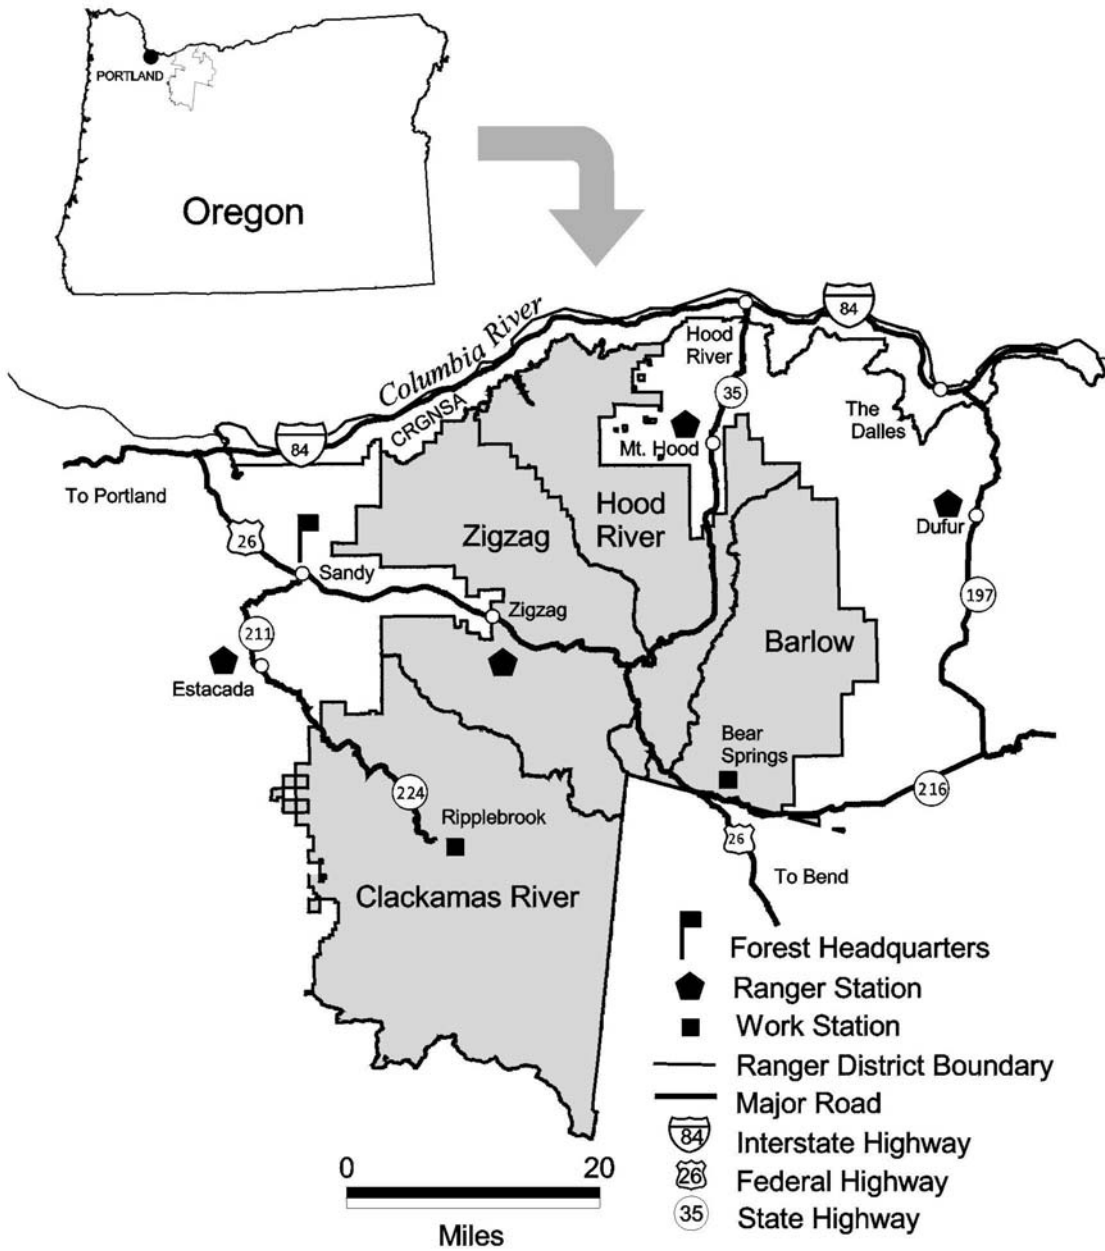 PORTLAND
Oregon
Columbia River
84
Hood
River
35
CRGNSA
84
The
Dalles
Mt. Hood
To Portland
Hood
River
Zigzag
26
Dufur
Sandy
Zigzag
197
211
Barlow
Estacada
Bear
Springs
224
216
Ripplebrook
26
To Bend
Clackamas River
Forest Headquarters
Ranger Station
Work Station
Ranger District Boundary
Major Road
84
Interstate Highway
26
Federal Highway
35
State Highway
0
20
Miles